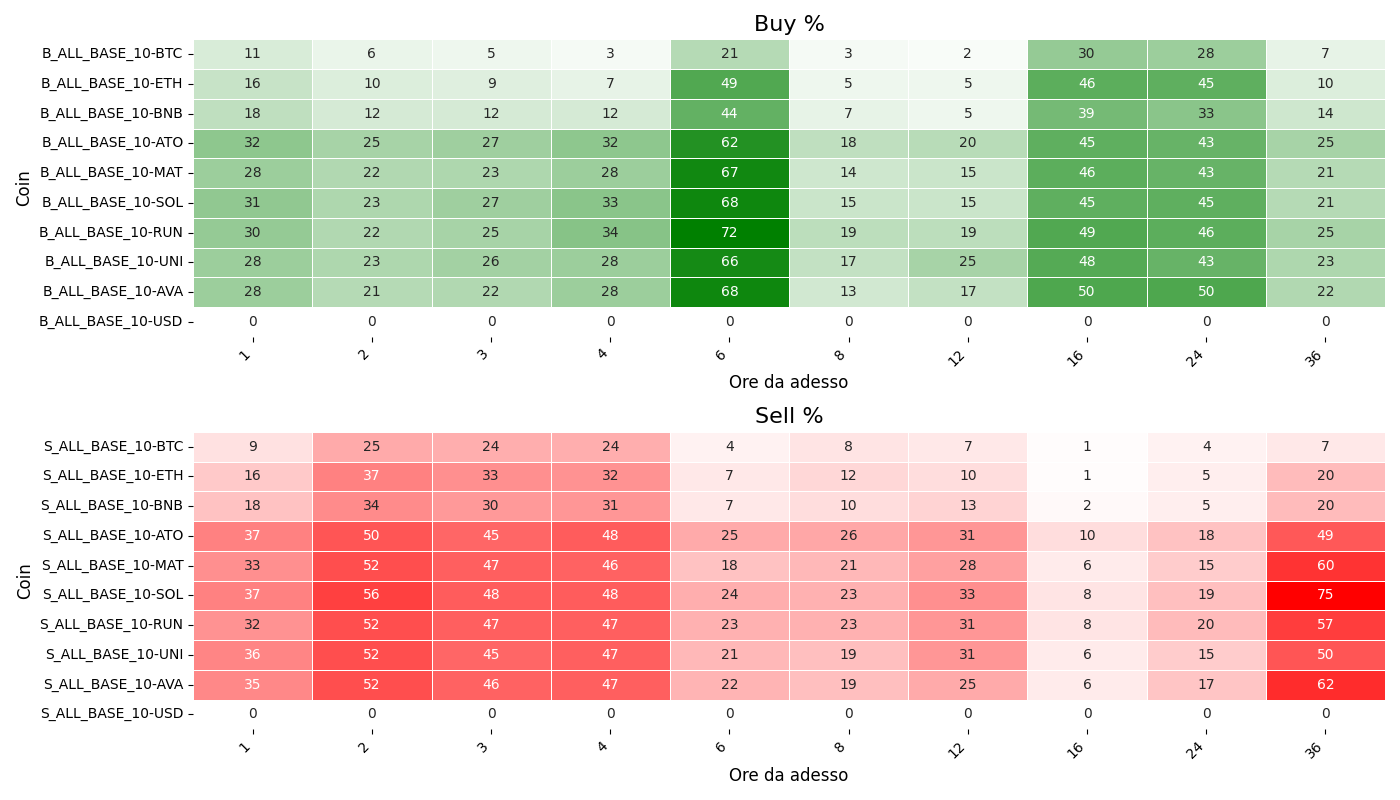 Buy %
Coin
B_ALL_BASE_10-BTC 11 6 5 3 21 3 2 30 28 7
B_ALL_BASE_10-ETH 16 10 9 7 49 5 5 46 45 10
B_ALL_BASE_10-BNB 18 12 12 12 44 7 5 39 33 14
B_ALL_BASE_10-ATO 32 25 27 32 62 18 20 45 43 25
B_ALL_BASE_10-MAT 28 22 23 28 67 14 15 46 43 21
B_ALL_BASE_10-SOL 31 23 27 33 68 15 15 45 45 21
B_ALL_BASE_10-RUN 30 22 25 34 72 19 19 49 46 25
B_ALL_BASE_10-UNI 28 23 26 28 66 17 25 48 43 23
B_ALL_BASE_10-AVA 28 21 22 28 68 13 17 50 50 22
B_ALL_BASE_10-USD 0 0 0 0 0 0 0 0 0 0
1 2 3 4 6 8 12 16 24 36
Ore da adesso
Sell %
Coin
S_ALL_BASE_10-BTC 9 25 24 24 4 8 7 1 4 7
S_ALL_BASE_10-ETH 16 37 33 32 7 12 10 1 5 20
S_ALL_BASE_10-BNB 18 34 30 31 7 10 13 2 5 20
S_ALL_BASE_10-ATO 37 50 45 48 25 26 31 10 18 49
S_ALL_BASE_10-MAT 33 52 47 46 18 21 28 6 15 60
S_ALL_BASE_10-SOL 37 56 48 48 24 23 33 8 19 75
S_ALL_BASE_10-RUN 32 52 47 47 23 23 31 8 20 57
S_ALL_BASE_10-UNI 36 52 45 47 21 19 31 6 15 50
S_ALL_BASE_10-AVA 35 52 46 47 22 19 25 6 17 62
S_ALL_BASE_10-USD 0 0 0 0 0 0 0 0 0 0
1 2 3 4 6 8 12 16 24 36
Ore da adesso